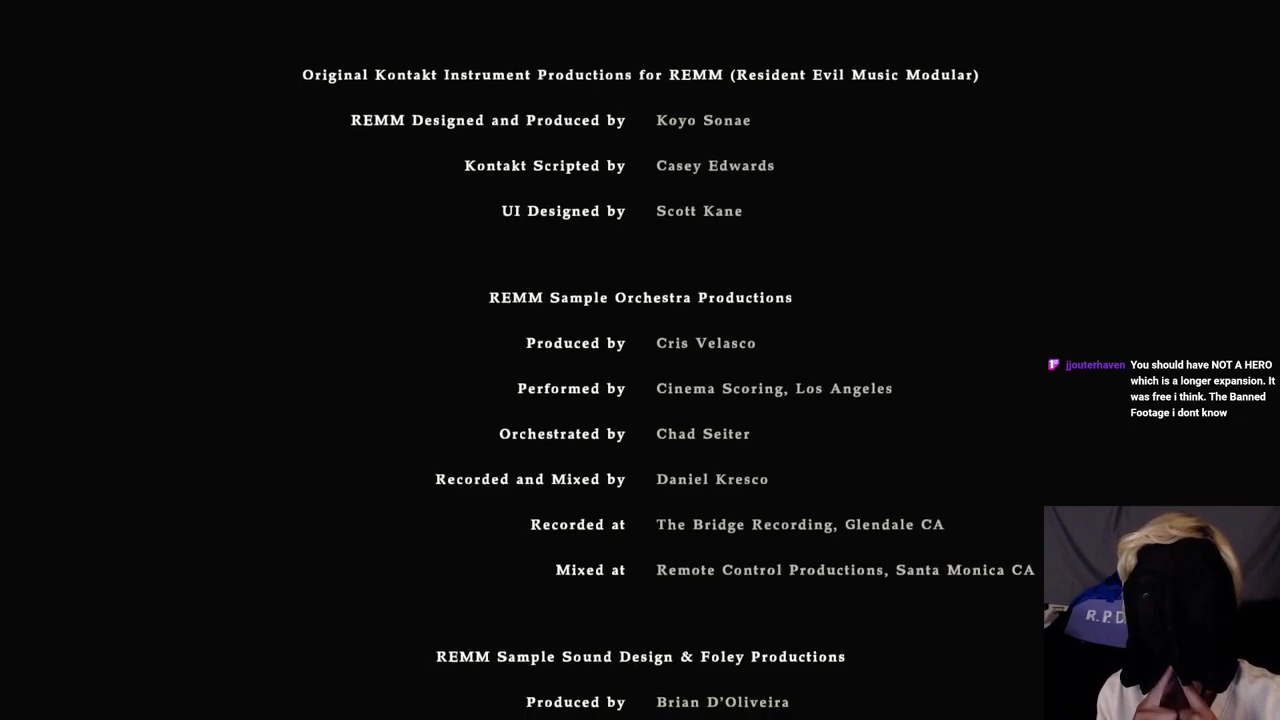 Original Kontakt Instrument Productions for REMM (Resident Evil Music Modular)
REMM Designed and Produced by Koyo Sonae
Kontakt Scripted by Casey Edwards
UI Designed by Scott Kane
REMM Sample Orchestra Productions
Produced by Cris Velasco
Performed by Cinema Scoring, Los Angeles
Orchestrated by Chad Seiter
Recorded and Mixed by Daniel Kresco
Recorded at The Bridge Recording, Glendale CA
Mixed at Remote Control Productions, Santa Monica CA
REMM Sample Sound Design & Foley Productions
Produced by Brian D'Oliveira
jjouterhaven You should have NOT A HERO
which is a longer expansion. It
was free i think. The Banned
Footage i dont know
R.P.D